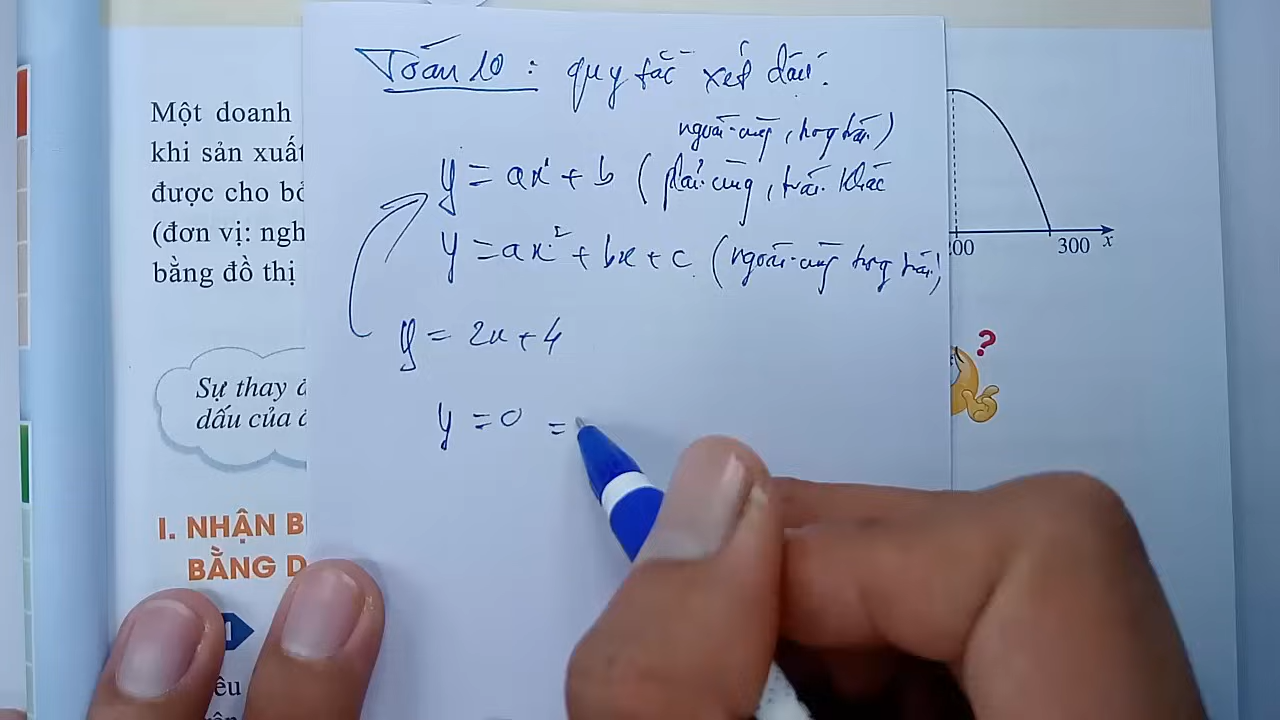 Toán 10 : quy tắc xét dấu.
ngoài cùng, trong trái)
y = ax + b ( phải cùng, trái khác
y = ax² + bx + c (ngoài cùng trong trái)
y = 2x + 4
y = 0 =
Một doanh
khi sản xuất
được cho bở
(đơn vị: ngh
bằng đồ thị
00 300 x
?
Sự thay đ
dấu của
I. NHẬN B
BẰNG D
1